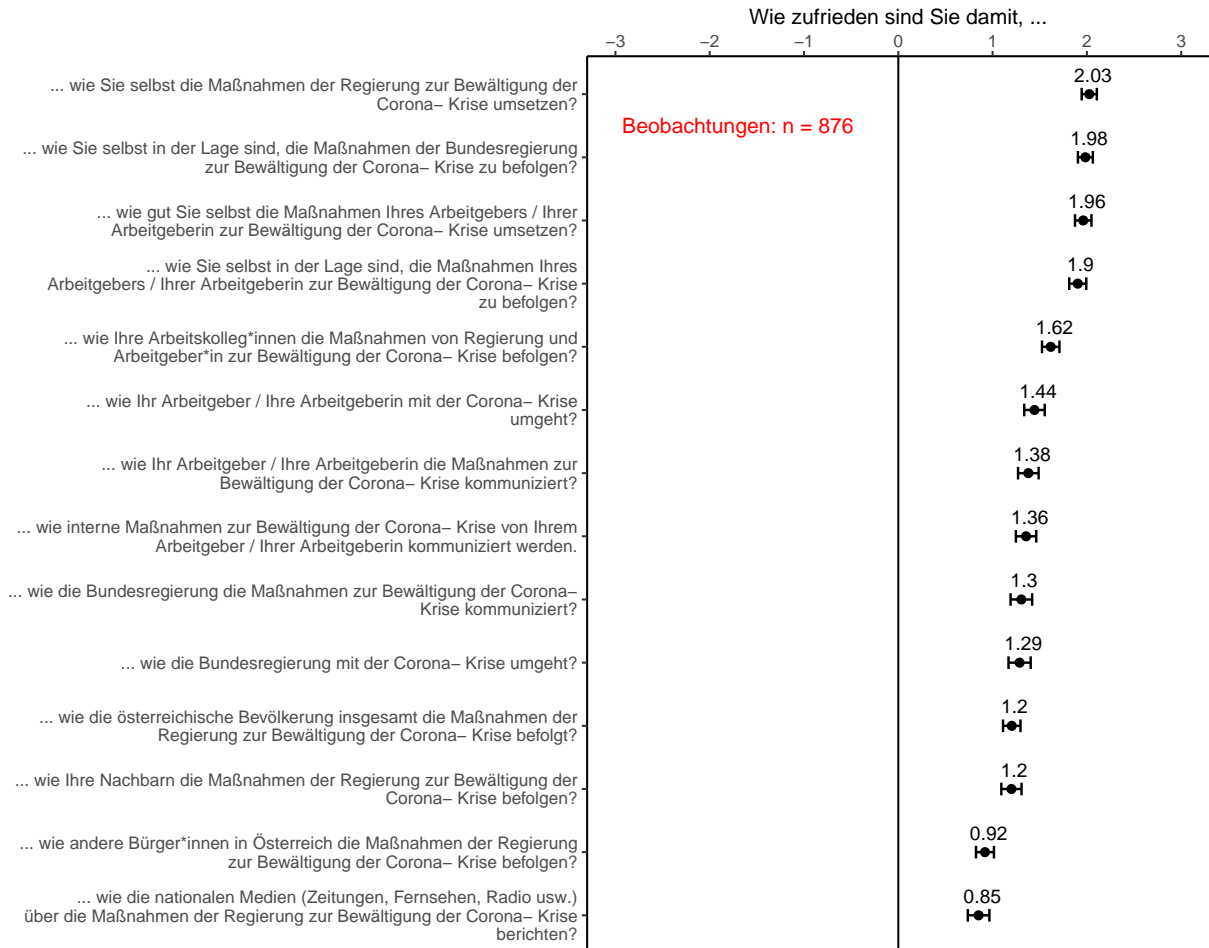 Wie zufrieden sind Sie damit, ...
−3 −2 −1 0 1 2 3
... wie Sie selbst die Maßnahmen der Regierung zur Bewältigung der
Corona− Krise umsetzen?
2.03
Beobachtungen: n = 876
... wie Sie selbst in der Lage sind, die Maßnahmen der Bundesregierung
zur Bewältigung der Corona− Krise zu befolgen?
1.98
... wie gut Sie selbst die Maßnahmen Ihres Arbeitgebers / Ihrer
Arbeitgeberin zur Bewältigung der Corona− Krise umsetzen?
1.96
... wie Sie selbst in der Lage sind, die Maßnahmen Ihres
Arbeitgebers / Ihrer Arbeitgeberin zur Bewältigung der Corona− Krise
zu befolgen?
1.9
... wie Ihre Arbeitskolleg*innen die Maßnahmen von Regierung und
Arbeitgeber*in zur Bewältigung der Corona− Krise befolgen?
1.62
... wie Ihr Arbeitgeber / Ihre Arbeitgeberin mit der Corona− Krise
umgeht?
1.44
... wie Ihr Arbeitgeber / Ihre Arbeitgeberin die Maßnahmen zur
Bewältigung der Corona− Krise kommuniziert?
1.38
... wie interne Maßnahmen zur Bewältigung der Corona− Krise von Ihrem
Arbeitgeber / Ihrer Arbeitgeberin kommuniziert werden.
1.36
... wie die Bundesregierung die Maßnahmen zur Bewältigung der Corona−
Krise kommuniziert?
1.3
... wie die Bundesregierung mit der Corona− Krise umgeht?
1.29
... wie die österreichische Bevölkerung insgesamt die Maßnahmen der
Regierung zur Bewältigung der Corona− Krise befolgt?
1.2
... wie Ihre Nachbarn die Maßnahmen der Regierung zur Bewältigung der
Corona− Krise befolgen?
1.2
... wie andere Bürger*innen in Österreich die Maßnahmen der Regierung
zur Bewältigung der Corona− Krise befolgen?
0.92
... wie die nationalen Medien (Zeitungen, Fernsehen, Radio usw.)
über die Maßnahmen der Regierung zur Bewältigung der Corona− Krise
berichten?
0.85